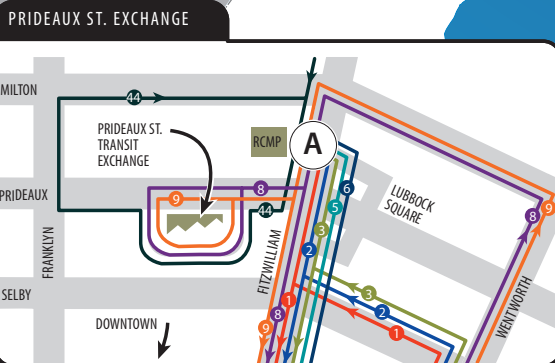 PRIDEAUX ST. EXCHANGE
MILTON
44
PRIDEAUX ST.
TRANSIT
EXCHANGE
RCMP
A
6
LUBBOCK
SQUARE
PRIDEAUX
9
8
44
5
3
2
8
9
FRANKLYN
FITZWILLIAM
SELBY
3
2
1
1
8
9
WENTWORTH
DOWNTOWN